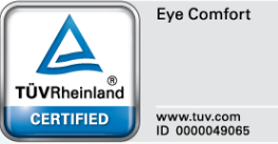 Eye Comfort
®
TÜVRheinland
CERTIFIED
www.tuv.com
ID 0000049065